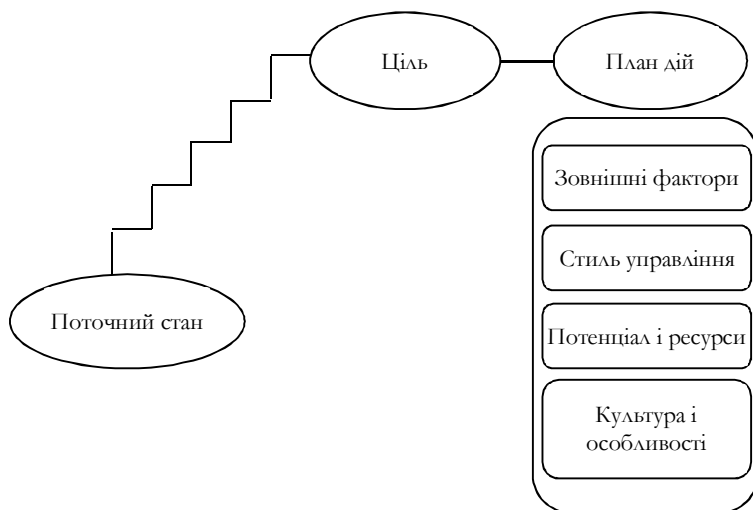 Ціль
План дій
Зовнішні фактори
Стиль управління
Поточний стан
Потенціал і ресурси
Культура і
особливості